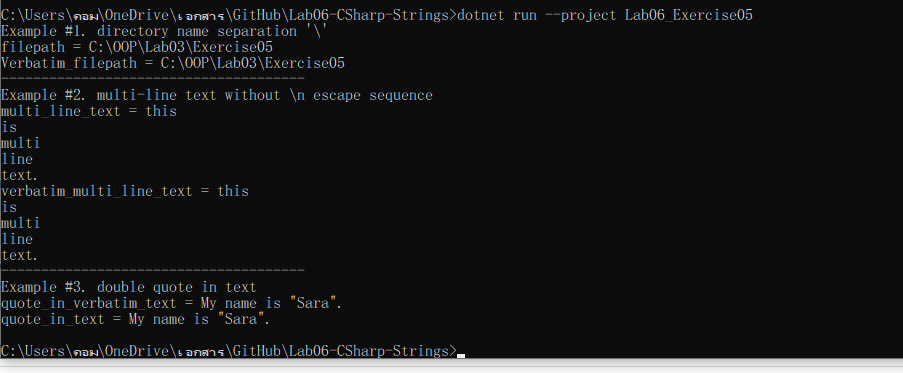 C:\Users\คอม\OneDrive\เอกสาร\GitHub\Lab06-CSharp-Strings>dotnet run --project Lab06_Exercise05
Example #1. directory name separation '\'
filepath = C:\OOP\Lab03\Exercise05
Verbatim_filepath = C:\OOP\Lab03\Exercise05
--------------------------------------
Example #2. multi-line text without \n escape sequence
multi_line_text = this
is
multi
line
text.
verbatim_multi_line_text = this
is
multi
line
text.
--------------------------------------
Example #3. double quote in text
quote_in_verbatim_text = My name is "Sara".
quote_in_text = My name is "Sara".
C:\Users\คอม\OneDrive\เอกสาร\GitHub\Lab06-CSharp-Strings>